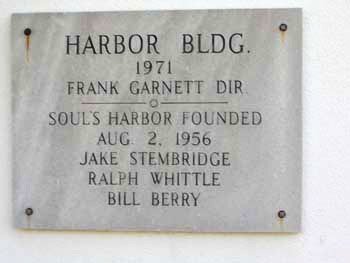 HARBOR BLDG.
1971
FRANK GARNETT DIR
SOUL'S HARBOR FOUNDED
AUG. 2, 1956
JAKE STEMBRIDGE
RALPH WHITTLE
BILL BERRY